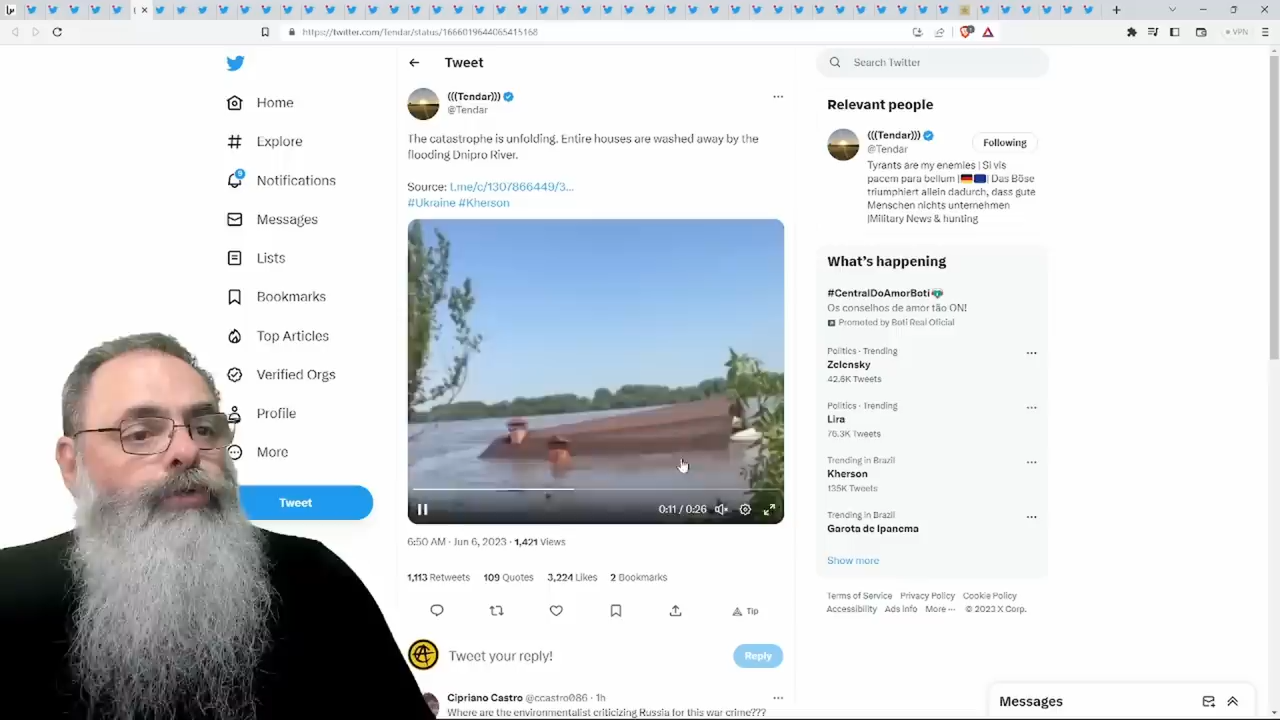 https://twitter.com/Tendar/status/1666019644065415168
VPN
Home
Explore
9
Notifications
Messages
Lists
Bookmarks
Top Articles
Verified Orgs
Profile
More
Tweet
Tweet
(((Tendar)))
@Tendar
The catastrophe is unfolding. Entire houses are washed away by the
flooding Dnipro River.
Source: t.me/c/1307866449/3...
#Ukraine #Kherson
0:11 / 0:26
6:50 AM · Jun 6, 2023 · 1,421 Views
1,113 Retweets 109 Quotes 3,224 Likes 2 Bookmarks
Tip
Tweet your reply!
Reply
Cipriano Castro @ccastro086 · 1h
Where are the environmentalist criticizing Russia for this war crime???
Search Twitter
Relevant people
(((Tendar)))
@Tendar
Following
Tyrants are my enemies | Si vis
pacem para bellum | Das Böse
triumphiert allein dadurch, dass gute
Menschen nichts unternehmen
|Military News & hunting
What's happening
#CentralDoAmorBoti
Os conselhos de amor tão ON!
Promoted by Boti Real Oficial
Politics · Trending
Zelensky
42.6K Tweets
Politics · Trending
Lira
76.3K Tweets
Trending in Brazil
Kherson
135K Tweets
Trending in Brazil
Garota de Ipanema
Show more
Terms of Service Privacy Policy Cookie Policy
Accessibility Ads info More ··· © 2023 X Corp.
Messages